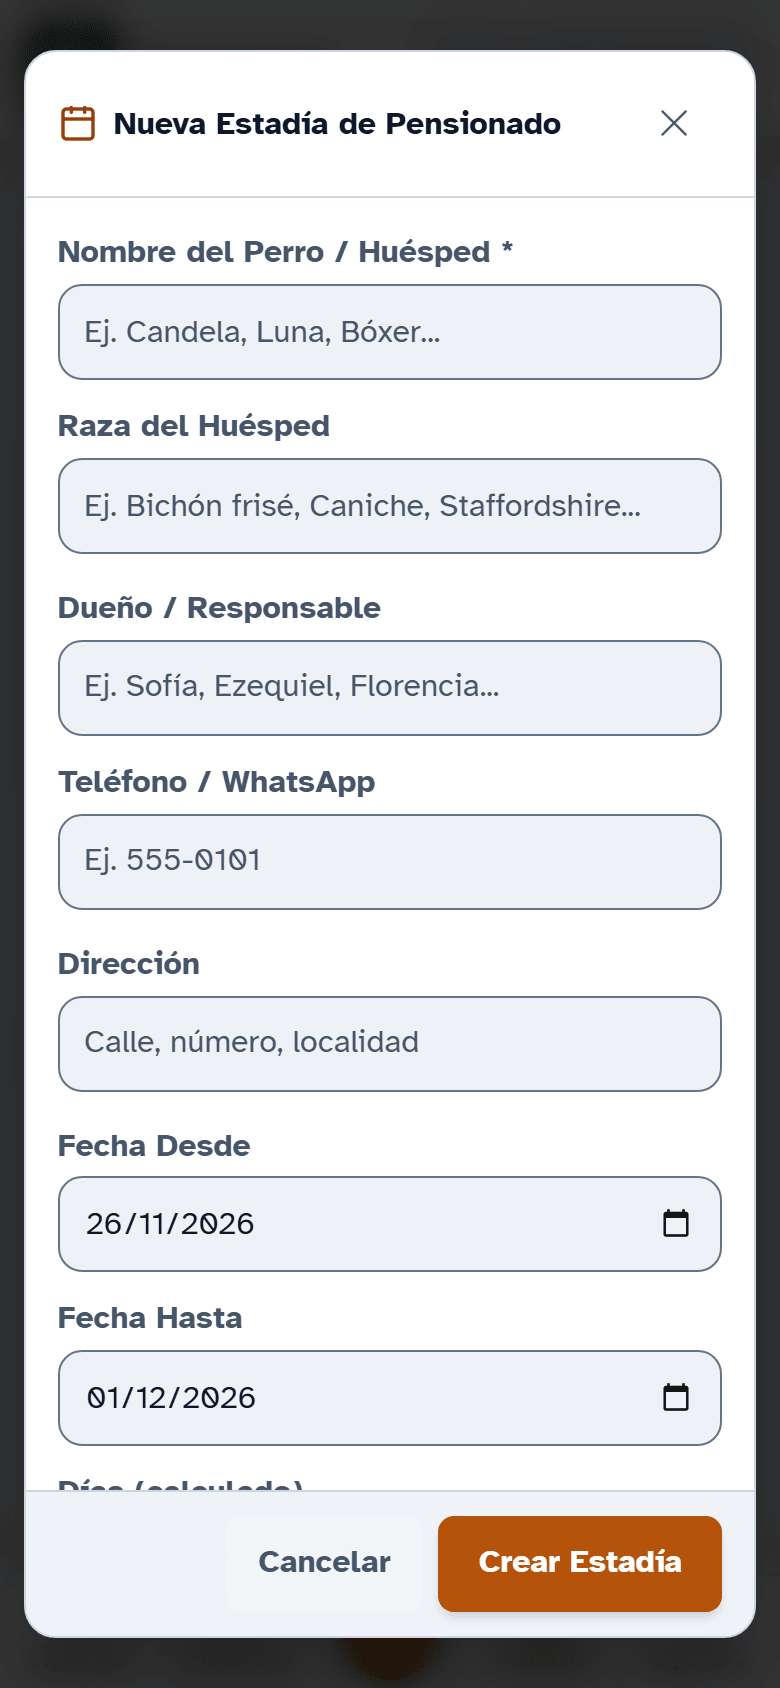 Nueva Estadía de Pensionado
Nombre del Perro / Huésped *
Ej. Candela, Luna, Bóxer...
Raza del Huésped
Ej. Bichón frisé, Caniche, Staffordshire...
Dueño / Responsable
Ej. Sofía, Ezequiel, Florencia...
Teléfono / WhatsApp
Ej. 555-0101
Dirección
Calle, número, localidad
Fecha Desde
26/11/2026
Fecha Hasta
01/12/2026
Días (calculado)
Cancelar
Crear Estadía